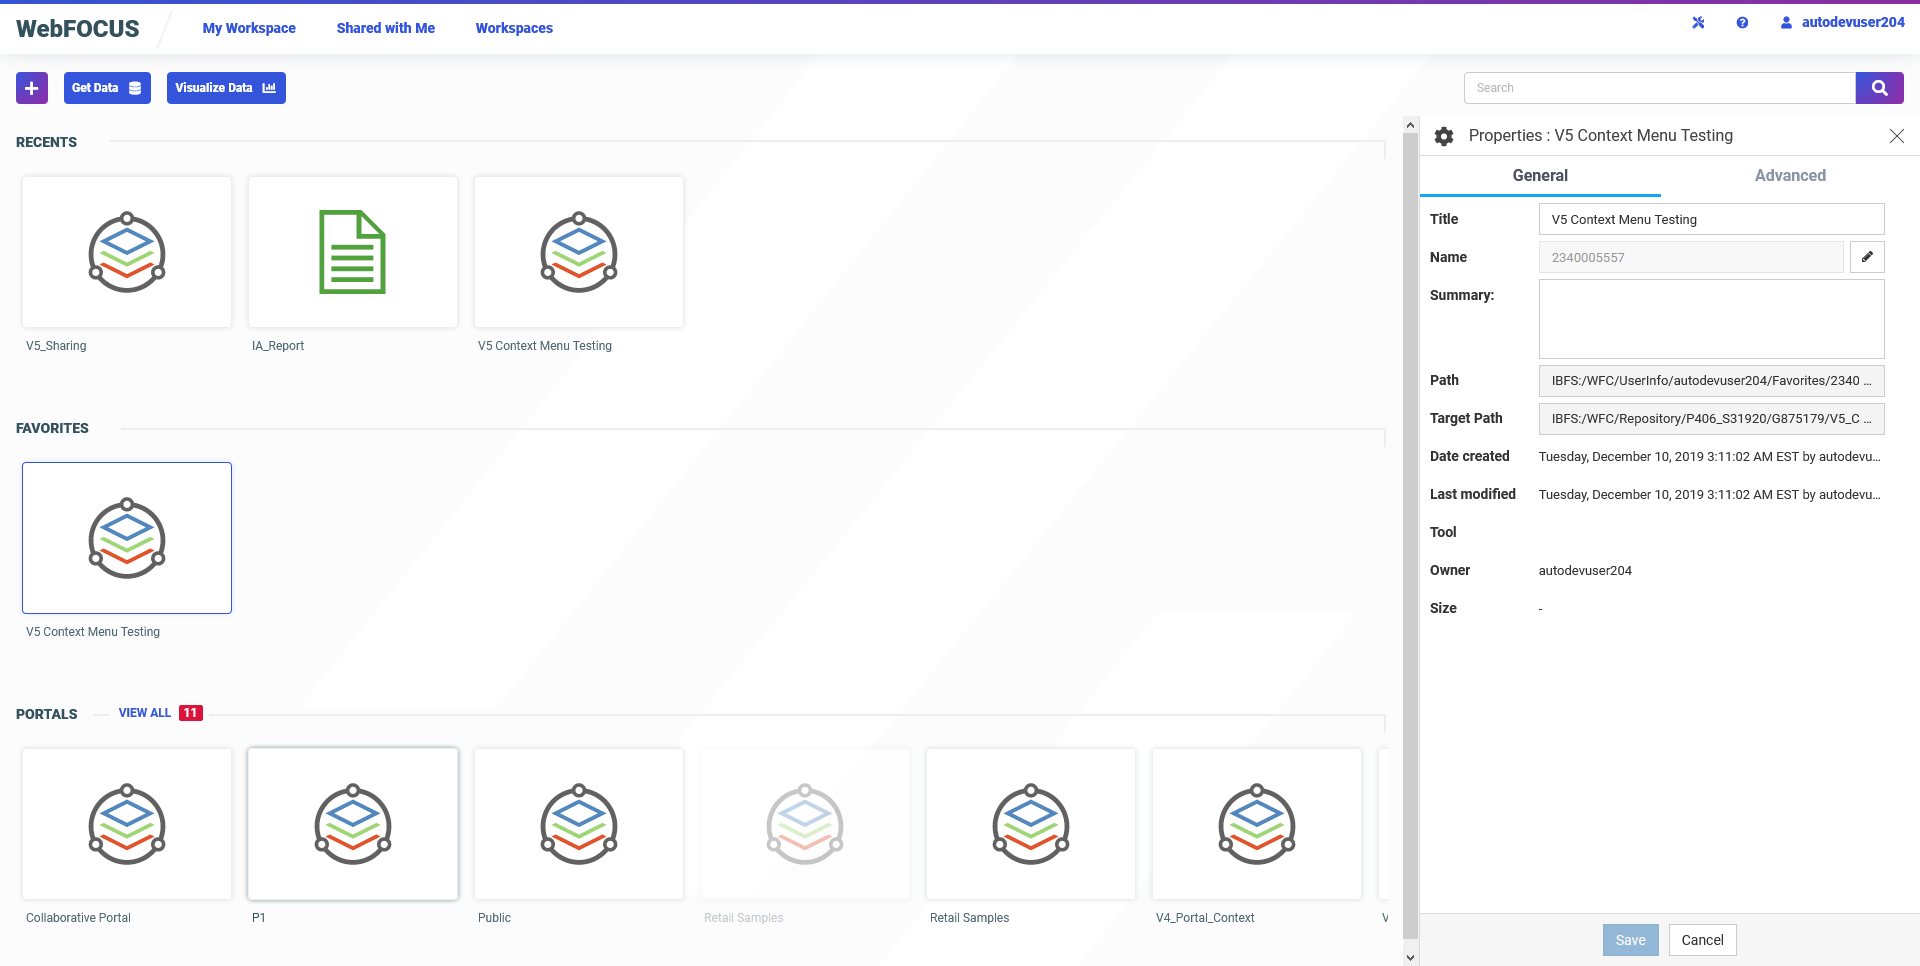 WebFOCUS
My Workspace
Shared with Me
Workspaces
autodevuser204
Get Data
Visualize Data
Search
RECENTS
V5_Sharing
IA_Report
V5 Context Menu Testing
FAVORITES
V5 Context Menu Testing
PORTALS
VIEW ALL 11
Collaborative Portal
P1
Public
Retail Samples
Retail Samples
V4_Portal_Context
V
Properties : V5 Context Menu Testing
General
Advanced
Title
V5 Context Menu Testing
Name
2340005557
Summary:
Path
IBFS:/WFC/UserInfo/autodevuser204/Favorites/2340 ...
Target Path
IBFS:/WFC/Repository/P406_S31920/G875179/V5_C ...
Date created
Tuesday, December 10, 2019 3:11:02 AM EST by autodevu...
Last modified
Tuesday, December 10, 2019 3:11:02 AM EST by autodevu...
Tool
Owner
autodevuser204
Size
-
Save
Cancel